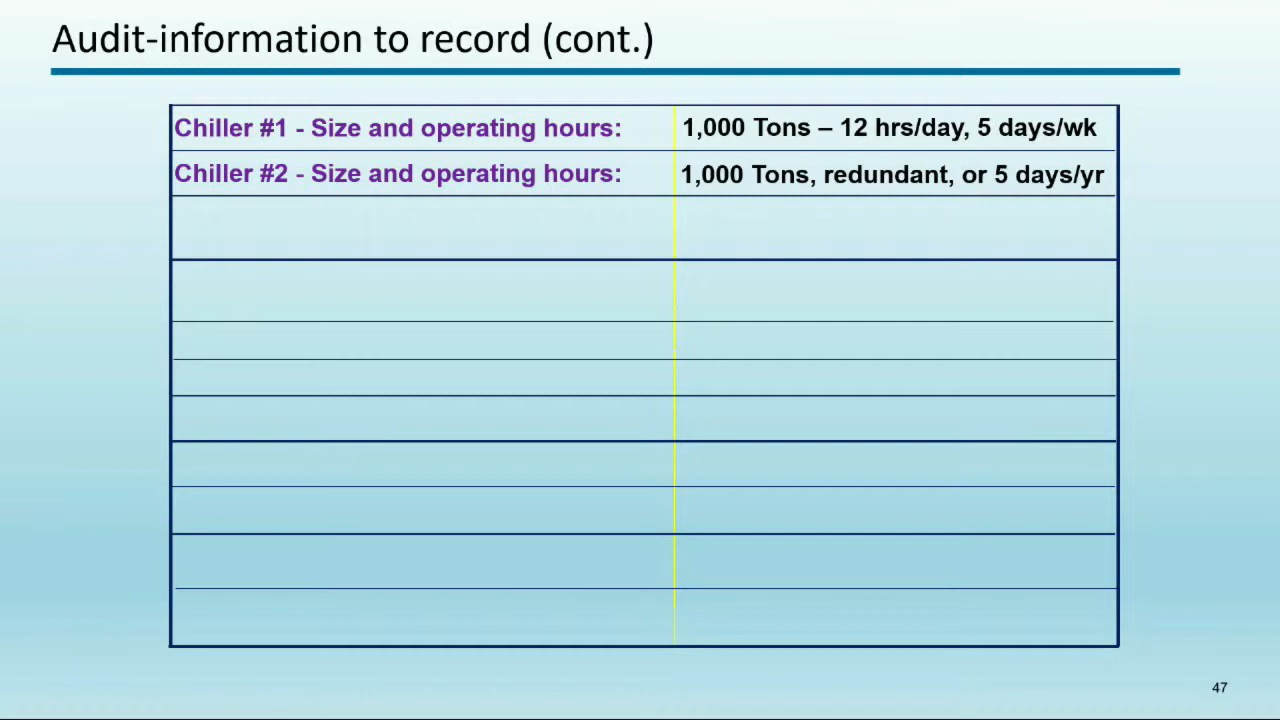 Audit-information to record (cont.)
Chiller #1 - Size and operating hours: 1,000 Tons – 12 hrs/day, 5 days/wk
Chiller #2 - Size and operating hours: 1,000 Tons, redundant, or 5 days/yr
47